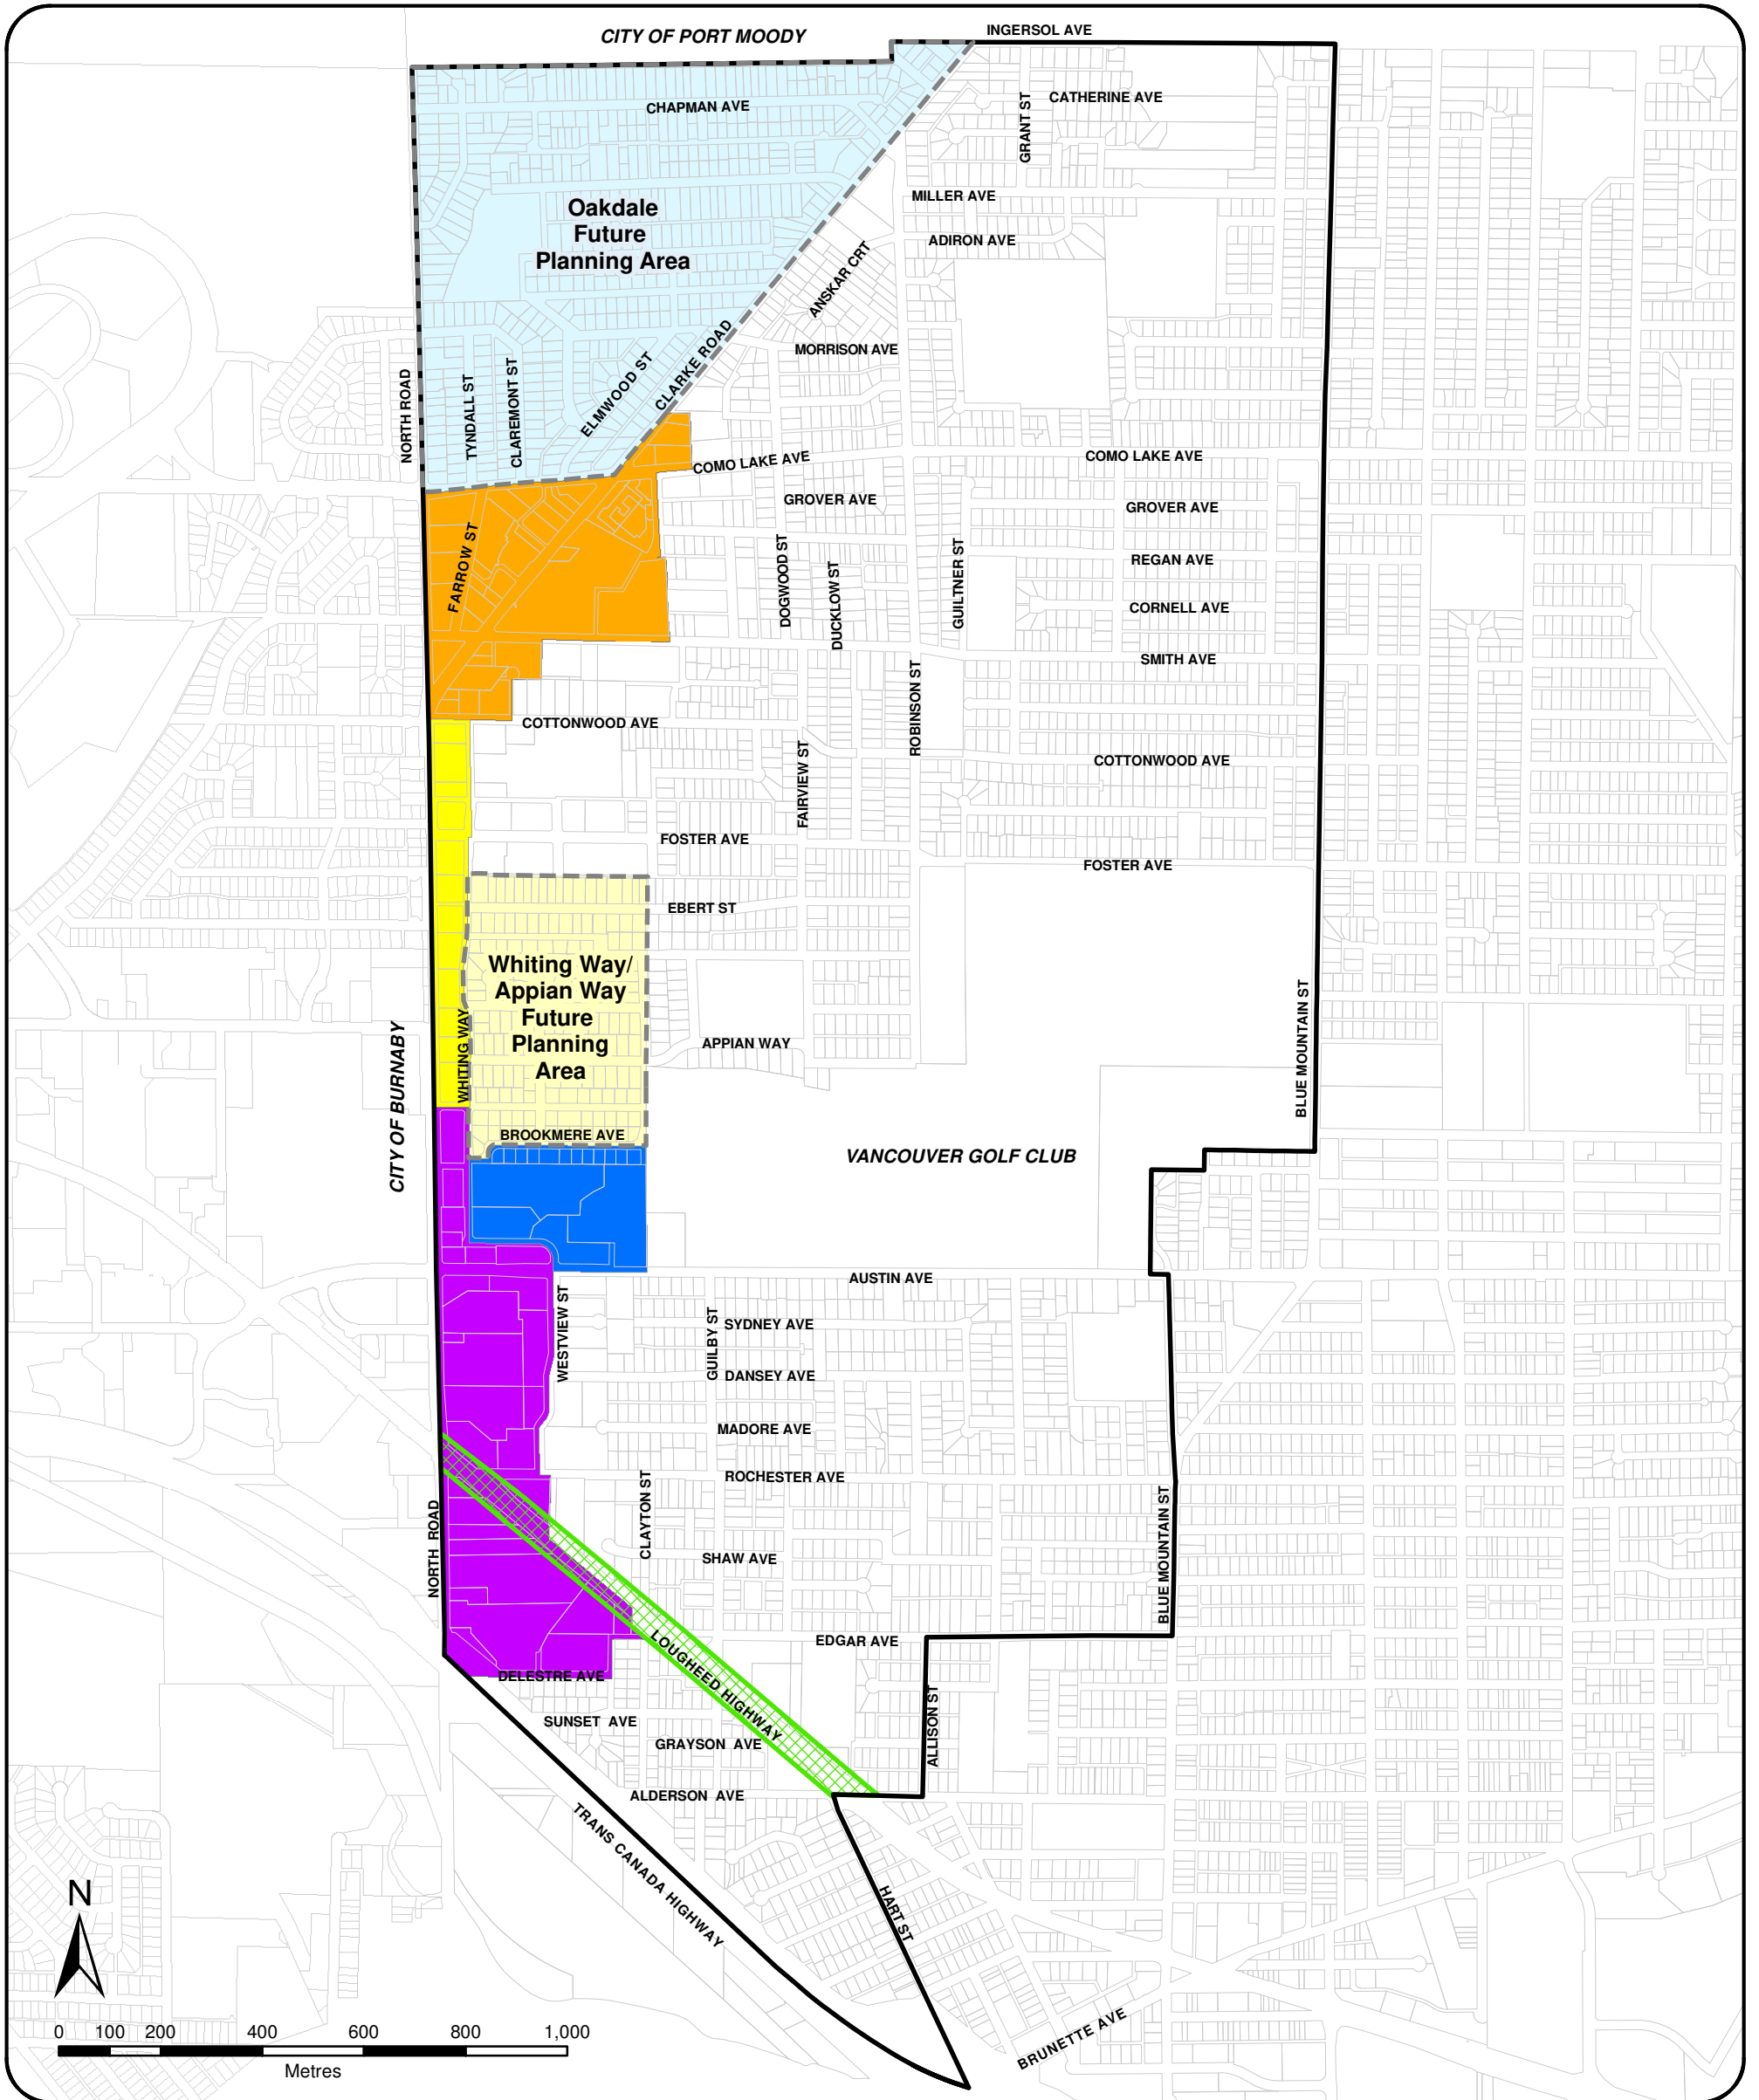 CITY OF PORT MOODY
INGERSOL AVE
CHAPMAN AVE
CATHERINE AVE
GRANT ST
MILLER AVE
Oakdale
Future
Planning Area
ADIRON AVE
ANSKAR CRT
MORRISON AVE
CLARKE ROAD
ELMWOOD ST
CLAREMONT ST
TYNDALL ST
NORTH ROAD
COMO LAKE AVE
COMO LAKE AVE
GROVER AVE
GROVER AVE
FARROW ST
DOGWOOD ST
DUCKLOW ST
GUILTNER ST
REGAN AVE
CORNELL AVE
SMITH AVE
ROBINSON ST
COTTONWOOD AVE
COTTONWOOD AVE
FAIRVIEW ST
FOSTER AVE
FOSTER AVE
EBERT ST
Whiting Way/
Appian Way
Future
Planning
Area
WHITING WAY
APPIAN WAY
BLUE MOUNTAIN ST
CITY OF BURNABY
BROOKMERE AVE
VANCOUVER GOLF CLUB
AUSTIN AVE
WESTVIEW ST
GUILBY ST
SYDNEY AVE
DANSEY AVE
MADORE AVE
ROCHESTER AVE
CLAYTON ST
NORTH ROAD
SHAW AVE
BLUE MOUNTAIN ST
EDGAR AVE
LOUGHEED HIGHWAY
DELESTRE AVE
SUNSET AVE
GRAYSON AVE
ALLISON ST
ALDERSON AVE
TRANS CANADA HIGHWAY
HART ST
BRUNETTE AVE
N
0 100 200 400 600 800 1,000
Metres